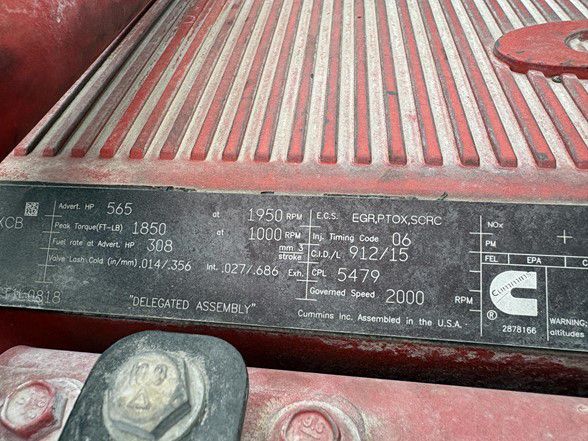 Advert. HP 565 at 1950 RPM
Peak Torque(FT-LB) 1850 at 1000 RPM
Fuel rate at Advert. HP 308 mm 3 stroke
Valve Lash Cold (in/mm) .014/.356 Int. .027/.686 Exh.
"DELEGATED ASSEMBLY"
E.C.S. EGR,PTOX,SCRC
Inj. Timing Code 06
C.I.D./L 912/15
CPL 5479
Governed Speed 2000 RPM
Cummins Inc. Assembled in the U.S.A.
NOx
PM +
FEL EPA C
Cummins
®
2878166
WARNING:
altitudes
XCB